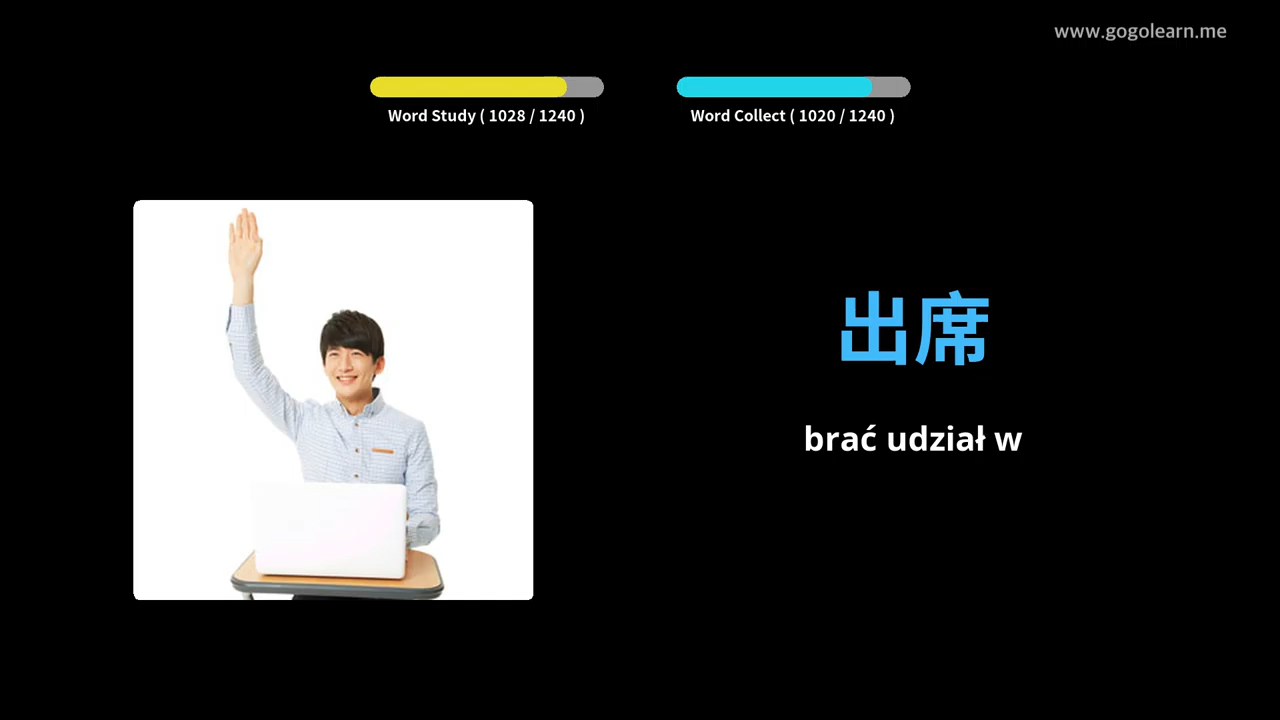 www.gogolearn.me
Word Study ( 1028 / 1240 )
Word Collect ( 1020 / 1240 )
出席
brać udział w